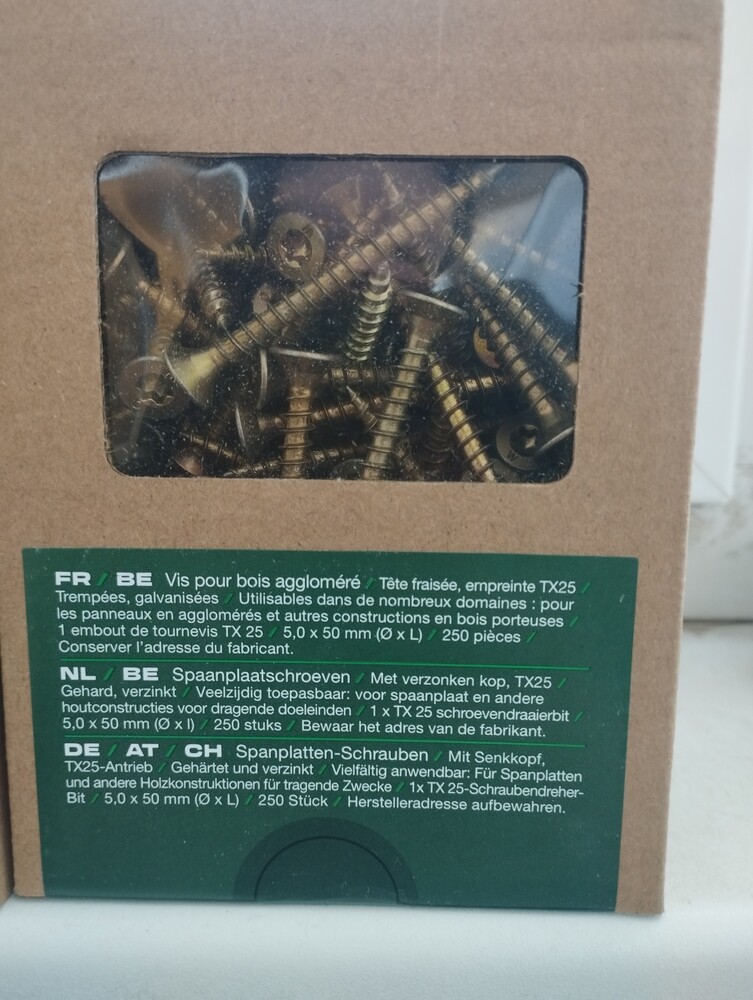 FR / BE Vis pour bois aggloméré / Tête fraisée, empreinte TX25 /
Trempées, galvanisées / Utilisables dans de nombreux domaines : pour
les panneaux en agglomérés et autres constructions en bois porteuses /
1 embout de tournevis TX 25 / 5,0 x 50 mm (Ø x L) / 250 pièces /
Conserver l'adresse du fabricant.
NL / BE Spaanplaatschroeven / Met verzonken kop, TX25 /
Gehard, verzinkt / Veelzijdig toepasbaar: voor spaanplaat en andere
houtconstructies voor dragende doeleinden / 1 x TX 25 schroevendraaierbit /
5,0 x 50 mm (Ø x l) / 250 stuks / Bewaar het adres van de fabrikant.
DE / AT / CH Spanplatten-Schrauben / Mit Senkkopf,
TX25-Antrieb / Gehärtet und verzinkt / Vielfältig anwendbar: Für Spanplatten
und andere Holzkonstruktionen für tragende Zwecke / 1x TX 25-Schraubendreher-
Bit / 5,0 x 50 mm (Ø x L) / 250 Stück / Herstelleradresse aufbewahren.